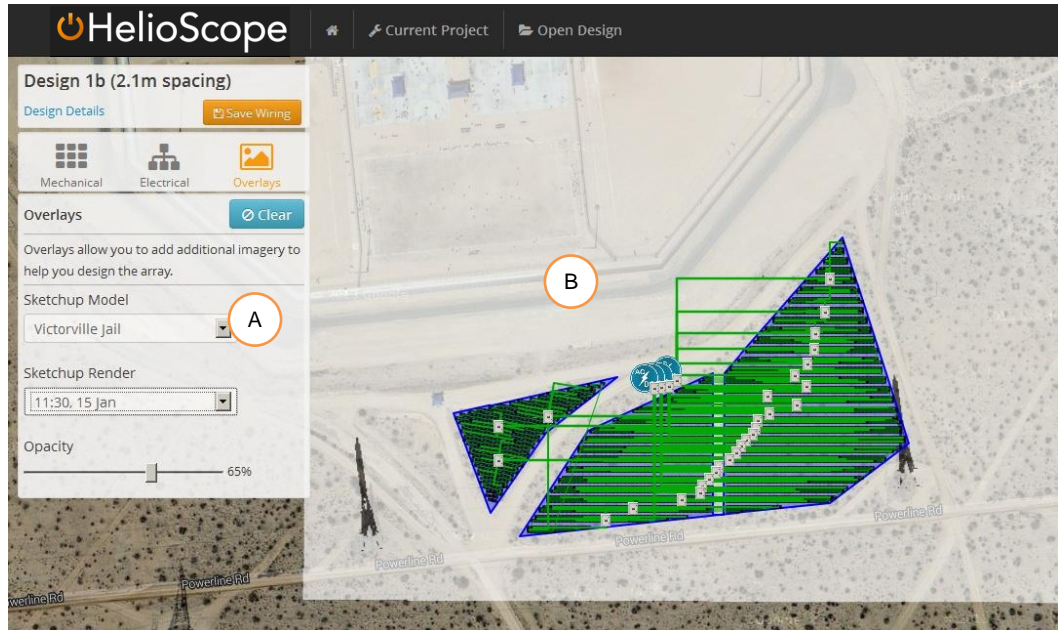 HelioScope
Current Project
Open Design
Design 1b (2.1m spacing)
Design Details
Save Wiring
Mechanical
Electrical
Overlays
Overlays
Clear
Overlays allow you to add additional imagery to
help you design the array.
Sketchup Model
Victorville Jail
A
B
Sketchup Render
11:30, 15 Jan
Opacity
65%
Powerline Rd
Powerline Rd
Powerline Rd
Powerline Rd